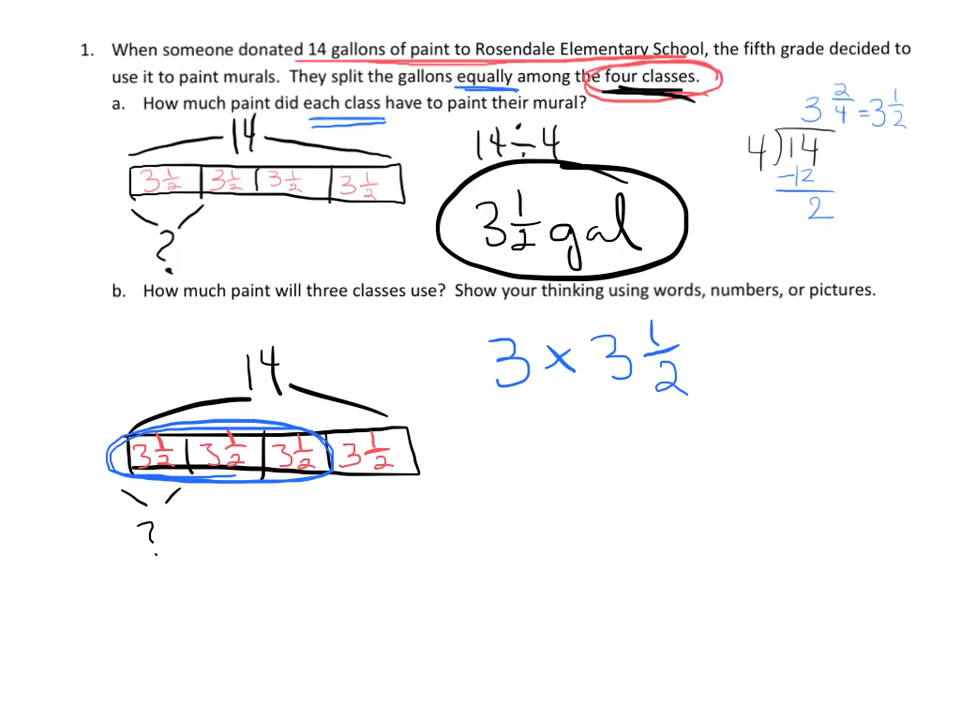 1. When someone donated 14 gallons of paint to Rosendale Elementary School, the fifth grade decided to
use it to paint murals. They split the gallons equally among the four classes.
a. How much paint did each class have to paint their mural?
14
3 1/2 3 1/2 3 1/2 3 1/2
?
14 ÷ 4
3 1/2 gal
3 2/4 = 3 1/2
4)14
-12
2
b. How much paint will three classes use? Show your thinking using words, numbers, or pictures.
14
3 1/2 3 1/2 3 1/2 3 1/2
?
3 × 3 1/2